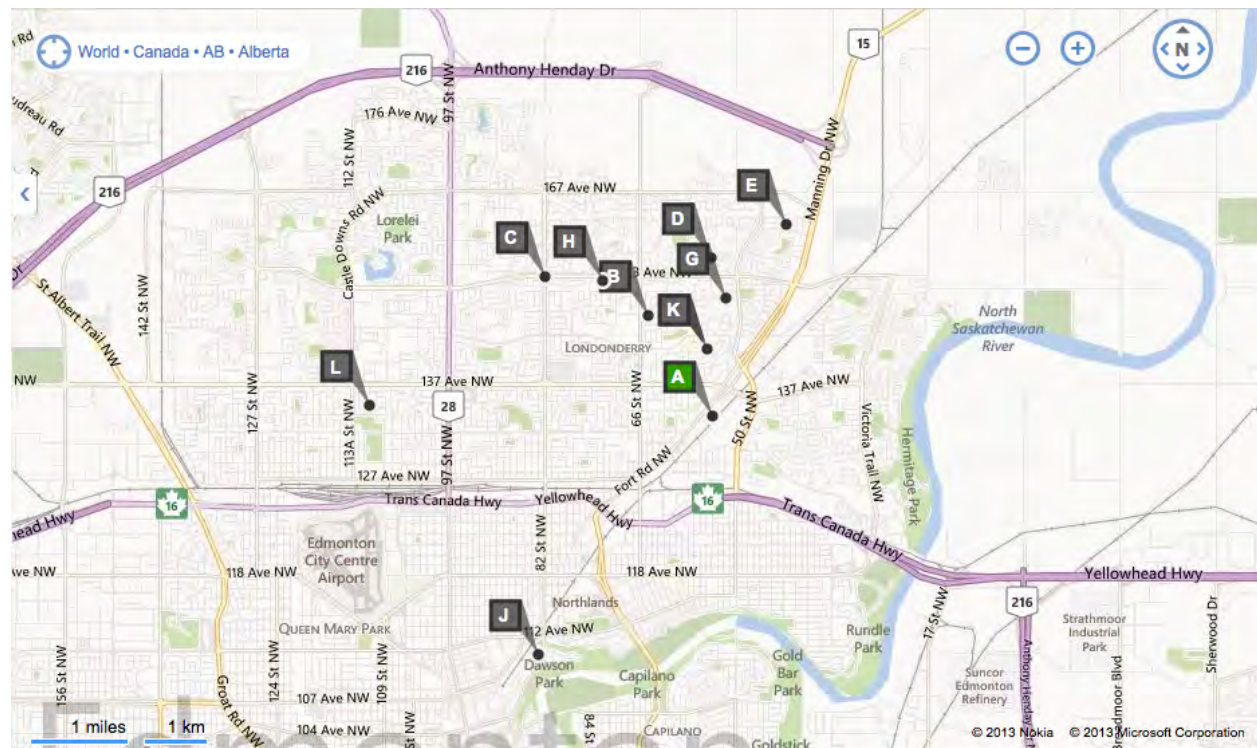 Rd
World • Canada • AB • Alberta
15
N
216
Anthony Henday Dr
97 St NW
176 Ave NW
112 St NW
Manning Dr NW
216
167 Ave NW
E
Castle Downs Rd NW
Lorelei
Park
D
C
H
G
B
3 Ave NW
Dr
St Albert Trail NW
142 St NW
North
Saskatchewan
River
K
LONDONDERRY
L
A
NW
137 Ave NW
137 Ave NW
28
127 St NW
113A St NW
97 St NW
66 St NW
50 St NW
Victoria Trail NW
Hermitage Park
127 Ave NW
Fort Rd NW
16
Trans Canada Hwy
Yellowhead Hwy
16
Trans Canada Hwy
head Hwy
Edmonton
City Centre
Airport
82 St NW
ve NW
118 Ave NW
118 Ave NW
Yellowhead Hwy
216
Northlands
J
QUEEN MARY PARK
112 Ave NW
Rundle
Park
17 St NW
Strathmoor
Industrial
Park
Sherwood Dr
Dawson
Park
Capilano
Park
Gold
Bar
Park
Suncor
Edmonton
Refinery
Anthony Henday Dr
Broadmoor Blvd
156 St NW
Groat Rd NW
124 St NW
109 St NW
107 Ave NW
104 Ave NW
84 St
CAPILANO
Goldstick
1 miles
1 km
© 2013 Nokia
© 2013 Microsoft Corporation